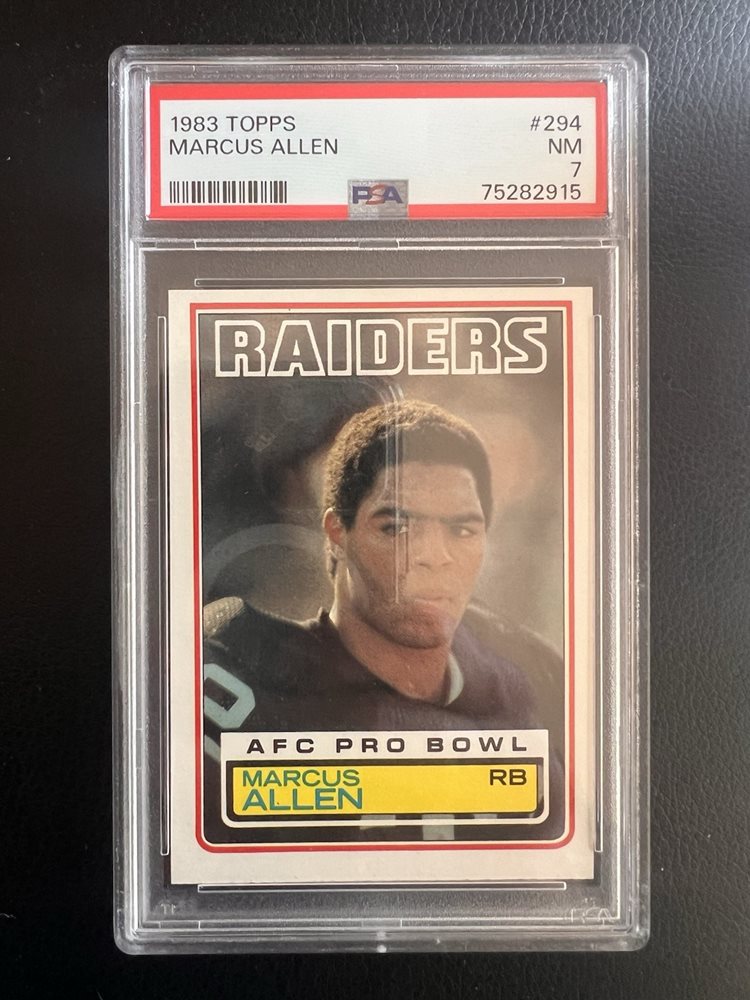 1983 TOPPS #294
MARCUS ALLEN NM
7
PSA 75282915
RAIDERS
AFC PRO BOWL
MARCUS RB
ALLEN